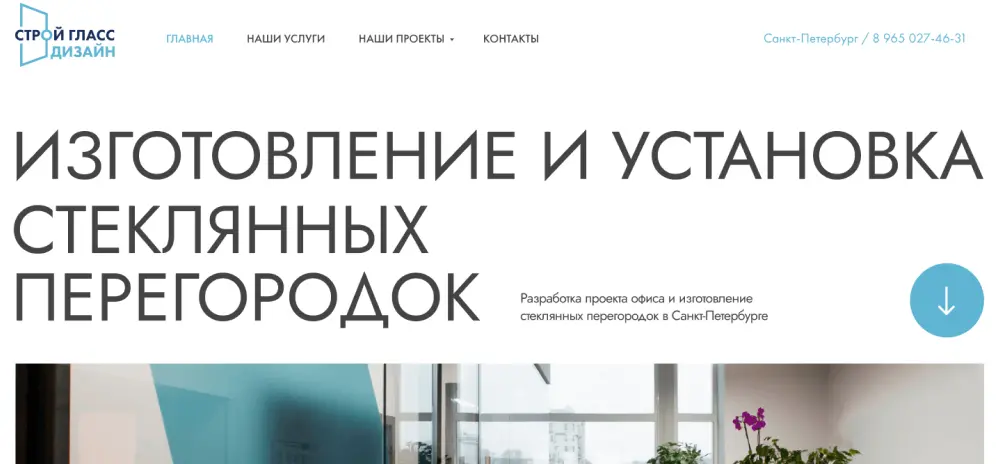 СТРОЙ ГЛАСС
ДИЗАЙН
ГЛАВНАЯ
НАШИ УСЛУГИ
НАШИ ПРОЕКТЫ
КОНТАКТЫ
Санкт-Петербург / 8 965 027-46-31
ИЗГОТОВЛЕНИЕ И УСТАНОВКА
СТЕКЛЯННЫХ
ПЕРЕГОРОДОК
Разработка проекта офиса и изготовление
стеклянных перегородок в Санкт-Петербурге